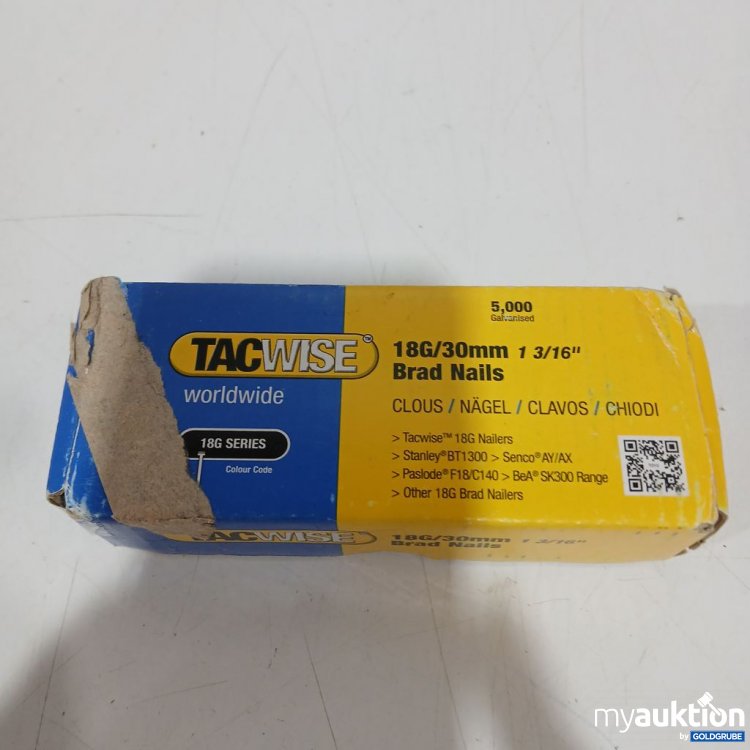 5,000
Galvanised
TACWISE™
worldwide
18G SERIES
Colour Code
18G/30mm 1 3/16"
Brad Nails
CLOUS / NÄGEL / CLAVOS / CHIODI
> Tacwise™ 18G Nailers
> Stanley® BT1300 > Senco® AY/AX
> Paslode® F18/C140 > BeA® SK300 Range
> Other 18G Brad Nailers
TACWISE
18G/30mm 1 3/16"
Brad Nails
myauktion
by GOLDGRUBE